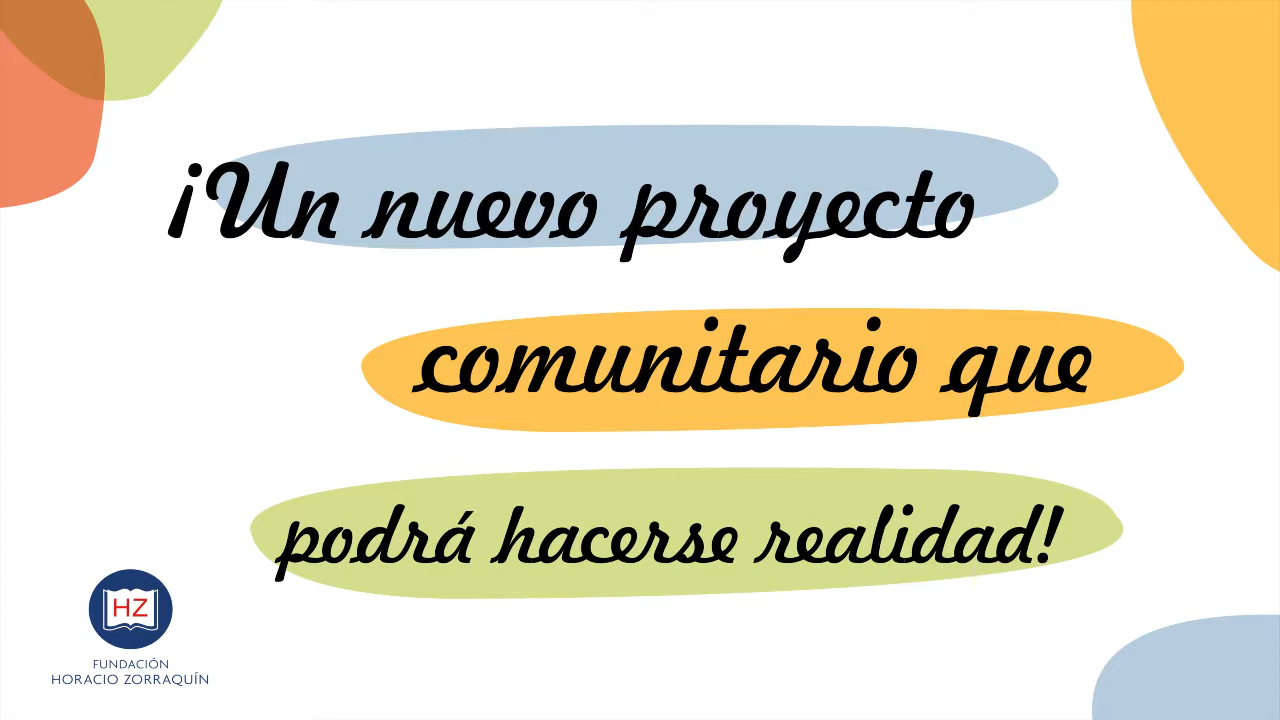 ¡Un nuevo proyecto
comunitario que
podrá hacerse realidad!
HZ
FUNDACIÓN
HORACIO ZORRAQUÍN